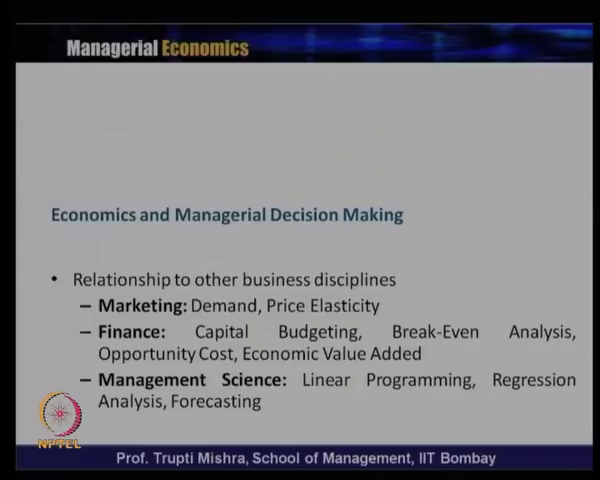 Managerial Economics
Economics and Managerial Decision Making
• Relationship to other business disciplines
– Marketing: Demand, Price Elasticity
– Finance: Capital Budgeting, Break-Even Analysis,
Opportunity Cost, Economic Value Added
– Management Science: Linear Programming, Regression
Analysis, Forecasting
NPTEL
Prof. Trupti Mishra, School of Management, IIT Bombay